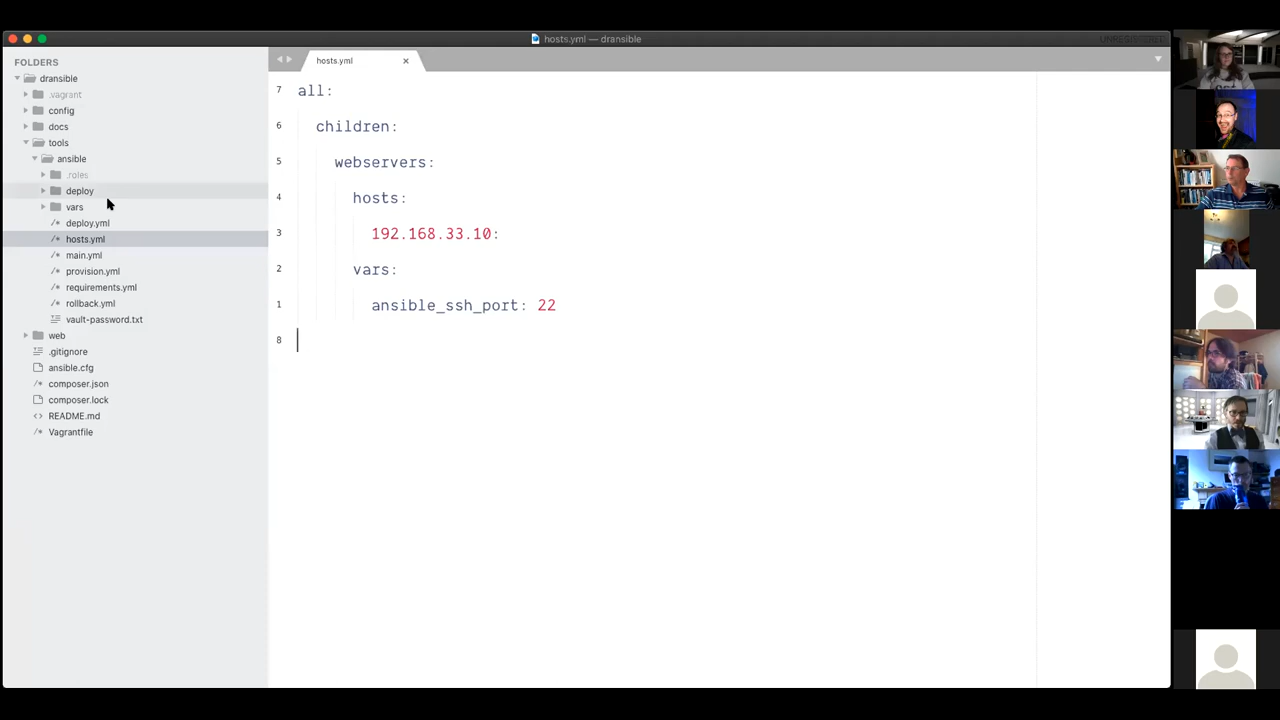 hosts.yml — dransible
FOLDERS
dransible
.vagrant
config
docs
tools
ansible
.roles
deploy
vars
deploy.yml
hosts.yml
main.yml
provision.yml
requirements.yml
rollback.yml
vault-password.txt
web
.gitignore
ansible.cfg
composer.json
composer.lock
README.md
Vagrantfile
hosts.yml
7 all:
6 children:
5 webservers:
4 hosts:
3 192.168.33.10:
2 vars:
1 ansible_ssh_port: 22
8